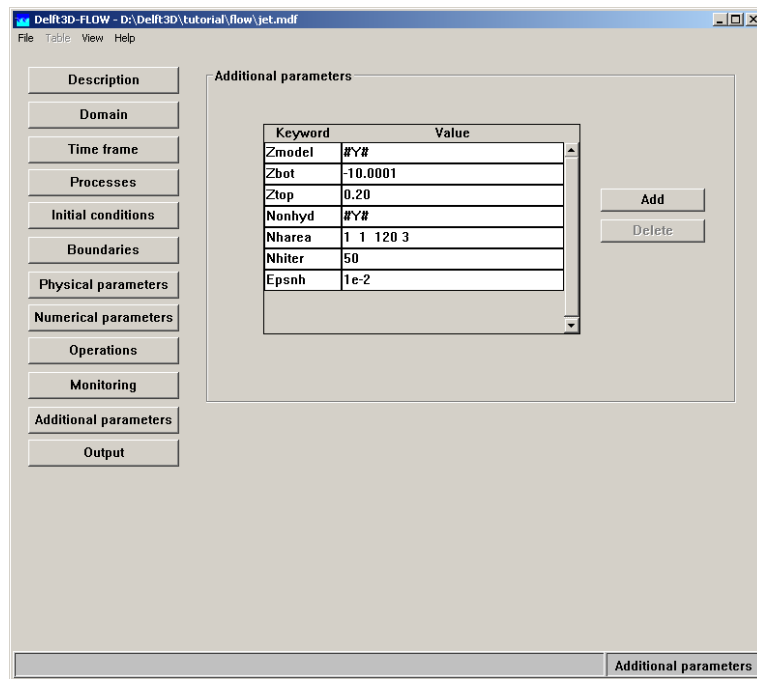 Delft3D-FLOW - D:\Delft3D\tutorial\flow\jet.mdf
File Table View Help
Description
Domain
Time frame
Processes
Initial conditions
Boundaries
Physical parameters
Numerical parameters
Operations
Monitoring
Additional parameters
Output
Additional parameters
Keyword Value
Zmodel #Y#
Zbot -10.0001
Ztop 0.20
Nonhyd #Y#
Nharea 1 1 120 3
Nhiter 50
Epsnh 1e-2
Add
Delete
Additional parameters